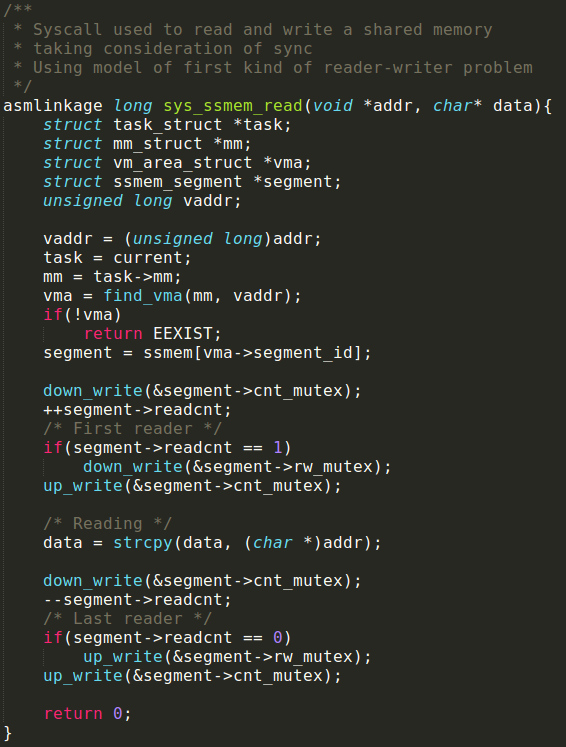 /**
 * Syscall used to read and write a shared memory
 * taking consideration of sync
 * Using model of first kind of reader-writer problem
 */
asmlinkage long sys_ssmem_read(void *addr, char* data){
    struct task_struct *task;
    struct mm_struct *mm;
    struct vm_area_struct *vma;
    struct ssmem_segment *segment;
    unsigned long vaddr;

    vaddr = (unsigned long)addr;
    task = current;
    mm = task->mm;
    vma = find_vma(mm, vaddr);
    if(!vma)
        return EEXIST;
    segment = ssmem[vma->segment_id];

    down_write(&segment->cnt_mutex);
    ++segment->readcnt;
    /* First reader */
    if(segment->readcnt == 1)
        down_write(&segment->rw_mutex);
    up_write(&segment->cnt_mutex);

    /* Reading */
    data = strcpy(data, (char *)addr);

    down_write(&segment->cnt_mutex);
    --segment->readcnt;
    /* Last reader */
    if(segment->readcnt == 0)
        up_write(&segment->rw_mutex);
    up_write(&segment->cnt_mutex);

    return 0;
}